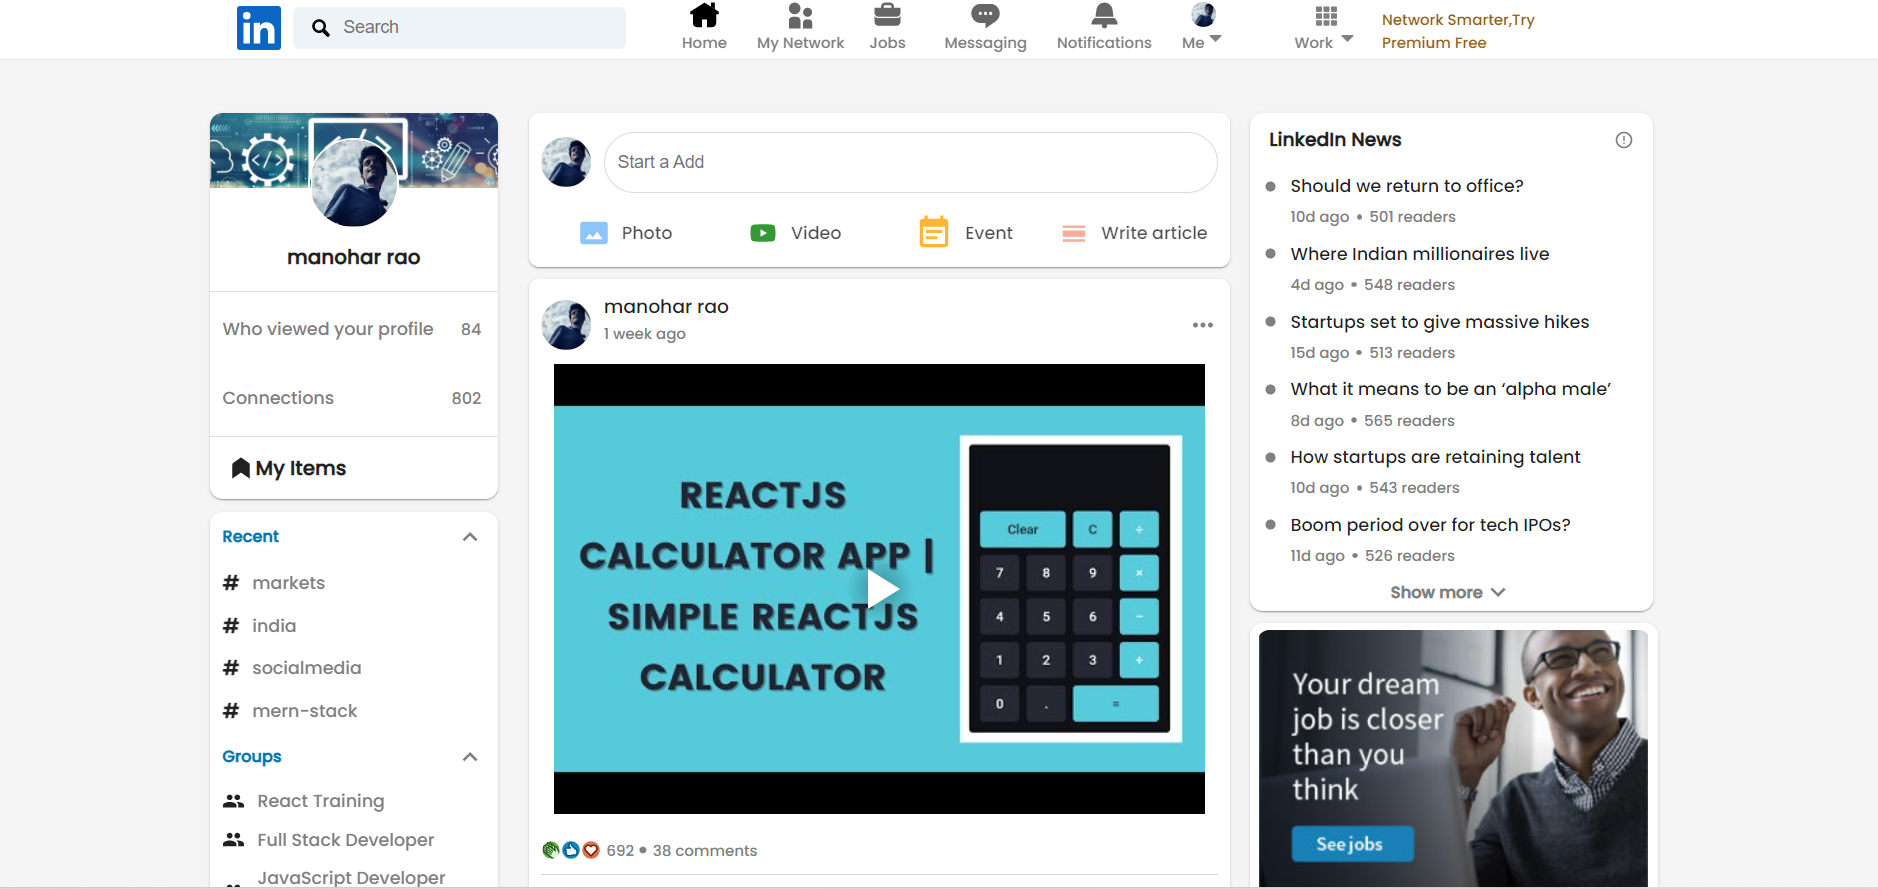 in
Search
Home
My Network
Jobs
Messaging
Notifications
Me
Work
Network Smarter,Try
Premium Free
manohar rao
Who viewed your profile 84
Connections 802
My Items
Recent
# markets
# india
# socialmedia
# mern-stack
Groups
React Training
Full Stack Developer
JavaScript Developer
Start a Add
Photo
Video
Event
Write article
manohar rao
1 week ago
REACTJS
CALCULATOR APP |
SIMPLE REACTJS
CALCULATOR
Clear C ÷
7 8 9 ×
4 5 6 −
1 2 3 +
0 . =
692 • 38 comments
LinkedIn News
Should we return to office?
10d ago • 501 readers
Where Indian millionaires live
4d ago • 548 readers
Startups set to give massive hikes
15d ago • 513 readers
What it means to be an ‘alpha male’
8d ago • 565 readers
How startups are retaining talent
10d ago • 543 readers
Boom period over for tech IPOs?
11d ago • 526 readers
Show more
Your dream
job is closer
than you
think
See jobs